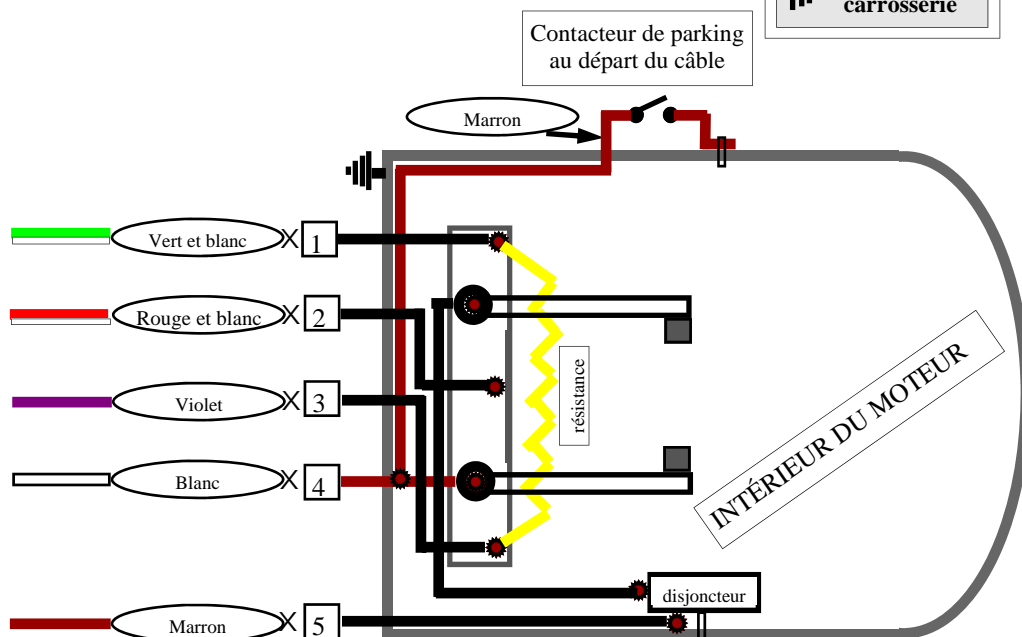 carrosserie
Contacteur de parking
au départ du câble
Marron
Vert et blanc
X
1
Rouge et blanc
X
2
Violet
X
3
Blanc
X
4
Marron
X
5
résistance
INTÉRIEUR DU MOTEUR
disjoncteur